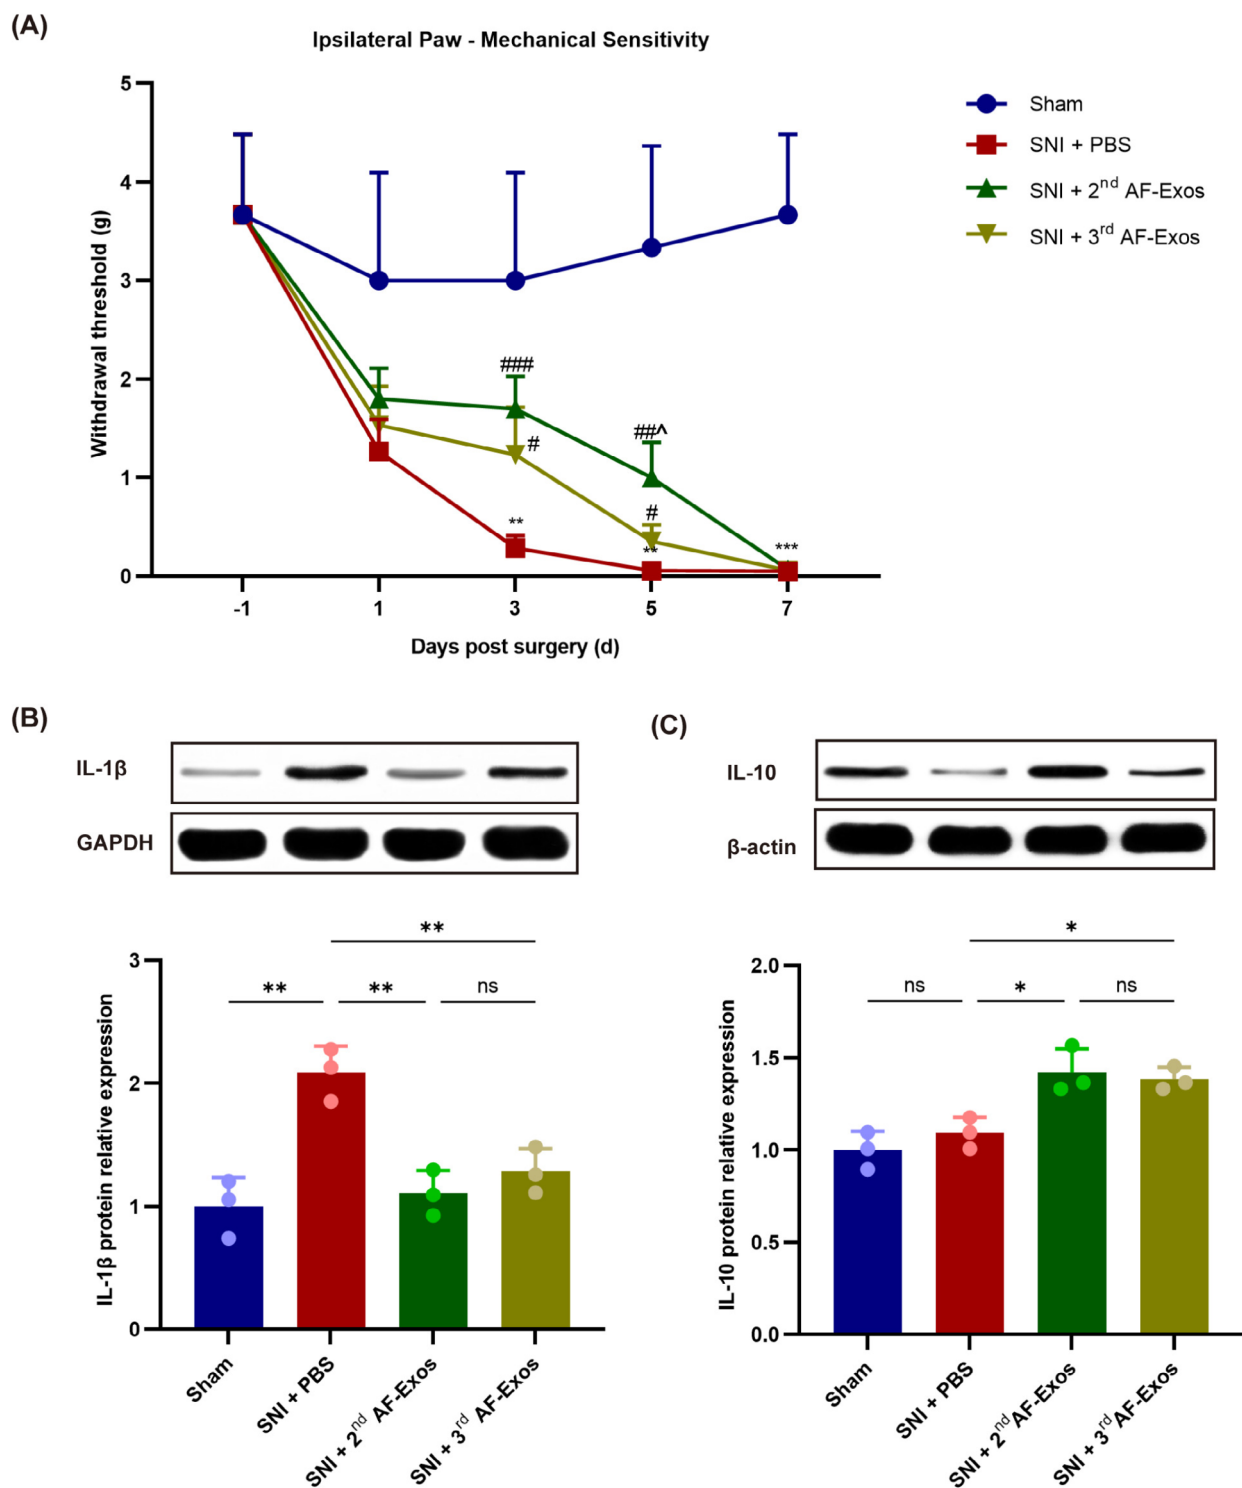 (A)
Ipsilateral Paw - Mechanical Sensitivity
5
4
3
2
1
0
Withdrawal threshold (g)
-1 1 3 5 7
Days post surgery (d)
###
#
**
##^
#
**
***
Sham
SNI + PBS
SNI + 2nd AF-Exos
SNI + 3rd AF-Exos
(B)
IL-1β
GAPDH
**
** ** ns
3
2
1
0
IL-1β protein relative expression
Sham
SNI + PBS
SNI + 2nd AF-Exos
SNI + 3rd AF-Exos
(C)
IL-10
β-actin
*
ns * ns
2.0
1.5
1.0
0.5
0.0
IL-10 protein relative expression
Sham
SNI + PBS
SNI + 2nd AF-Exos
SNI + 3rd AF-Exos